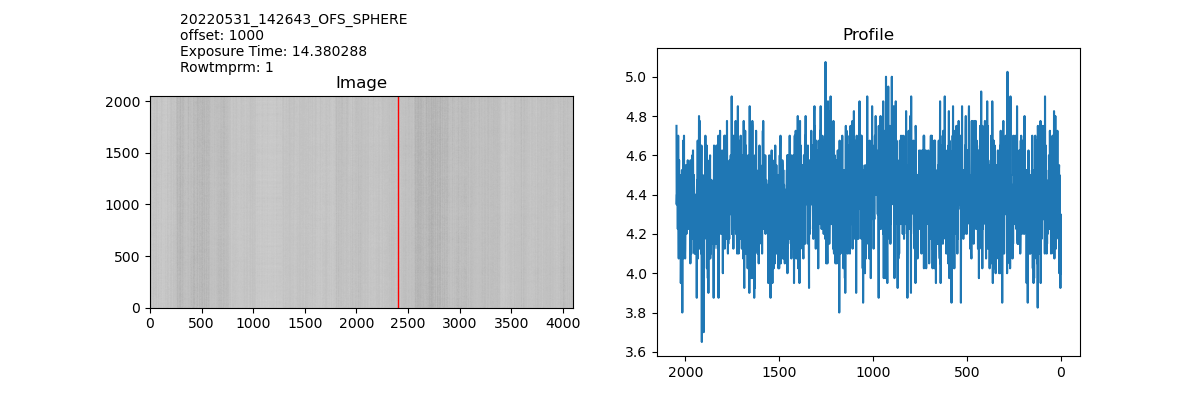 20220531_142643_OFS_SPHERE
offset: 1000
Exposure Time: 14.380288
Rowtmprm: 1
Image
2000
1500
1000
500
0
0 500 1000 1500 2000 2500 3000 3500 4000
Profile
5.0
4.8
4.6
4.4
4.2
4.0
3.8
3.6
2000 1500 1000 500 0